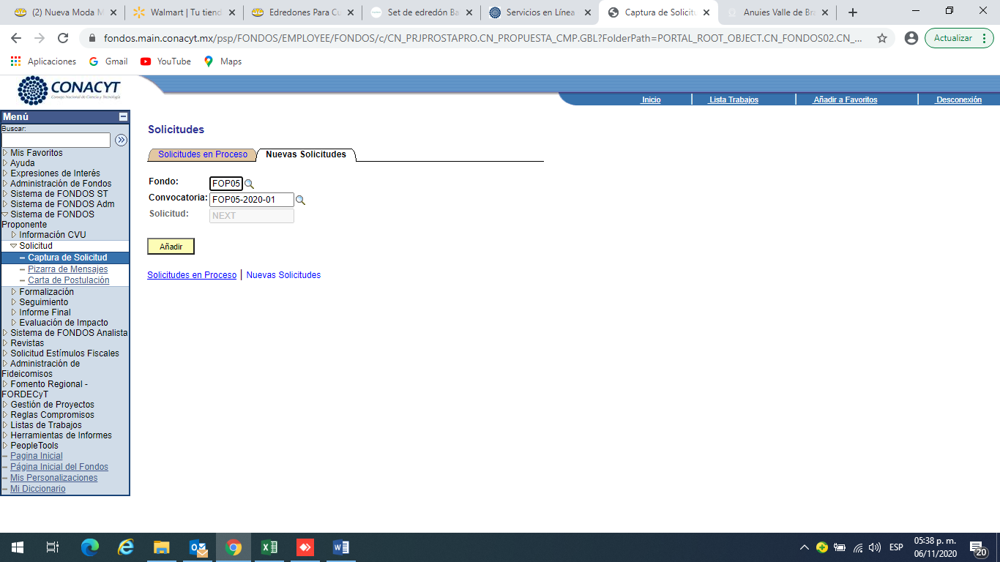 (2) Nueva Moda M
Walmart | Tu tiend
Edredones Para Cu
Set de edredón Ba
Servicios en Línea
Captura de Solicitu
Anuies Valle de Bra
fondos.main.conacyt.mx/psp/FONDOS/EMPLOYEE/FONDOS/c/CN_PRJPROSTAPRO.CN_PROPUESTA_CMP.GBL?FolderPath=PORTAL_ROOT_OBJECT.CN_FONDOS02.CN_...
Actualizar
Aplicaciones
Gmail
YouTube
Maps
CONACYT
Consejo Nacional de Ciencia y Tecnología
Inicio
Lista Trabajos
Añadir a Favoritos
Desconexión
Menú
Buscar:
Mis Favoritos
Ayuda
Expresiones de Interés
Administración de Fondos
Sistema de FONDOS ST
Sistema de FONDOS Adm
Sistema de FONDOS
Proponente
Información CVU
Solicitud
Captura de Solicitud
Pizarra de Mensajes
Carta de Postulación
Formalización
Seguimiento
Informe Final
Evaluación de Impacto
Sistema de FONDOS Analista
Revistas
Solicitud Estímulos Fiscales
Administración de
Fideicomisos
Fomento Regional -
FORDECyT
Gestión de Proyectos
Reglas Compromisos
Listas de Trabajos
Herramientas de Informes
PeopleTools
Pagina Inicial
Página Inicial del Fondos
Mis Personalizaciones
Mi Diccionario
Solicitudes
Solicitudes en Proceso
Nuevas Solicitudes
Fondo:
FOP05
Convocatoria:
FOP05-2020-01
Solicitud:
NEXT
Añadir
Solicitudes en Proceso | Nuevas Solicitudes
ESP
05:38 p. m.
06/11/2020
20